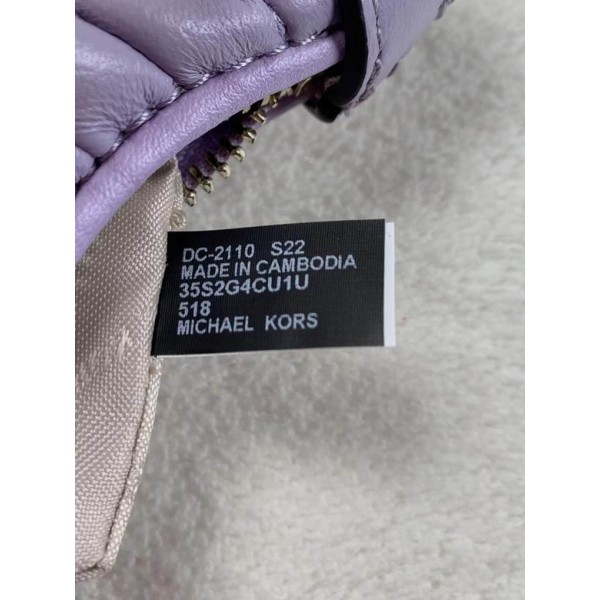 DC-2110 S22
MADE IN CAMBODIA
35S2G4CU1U
518
MICHAEL KORS